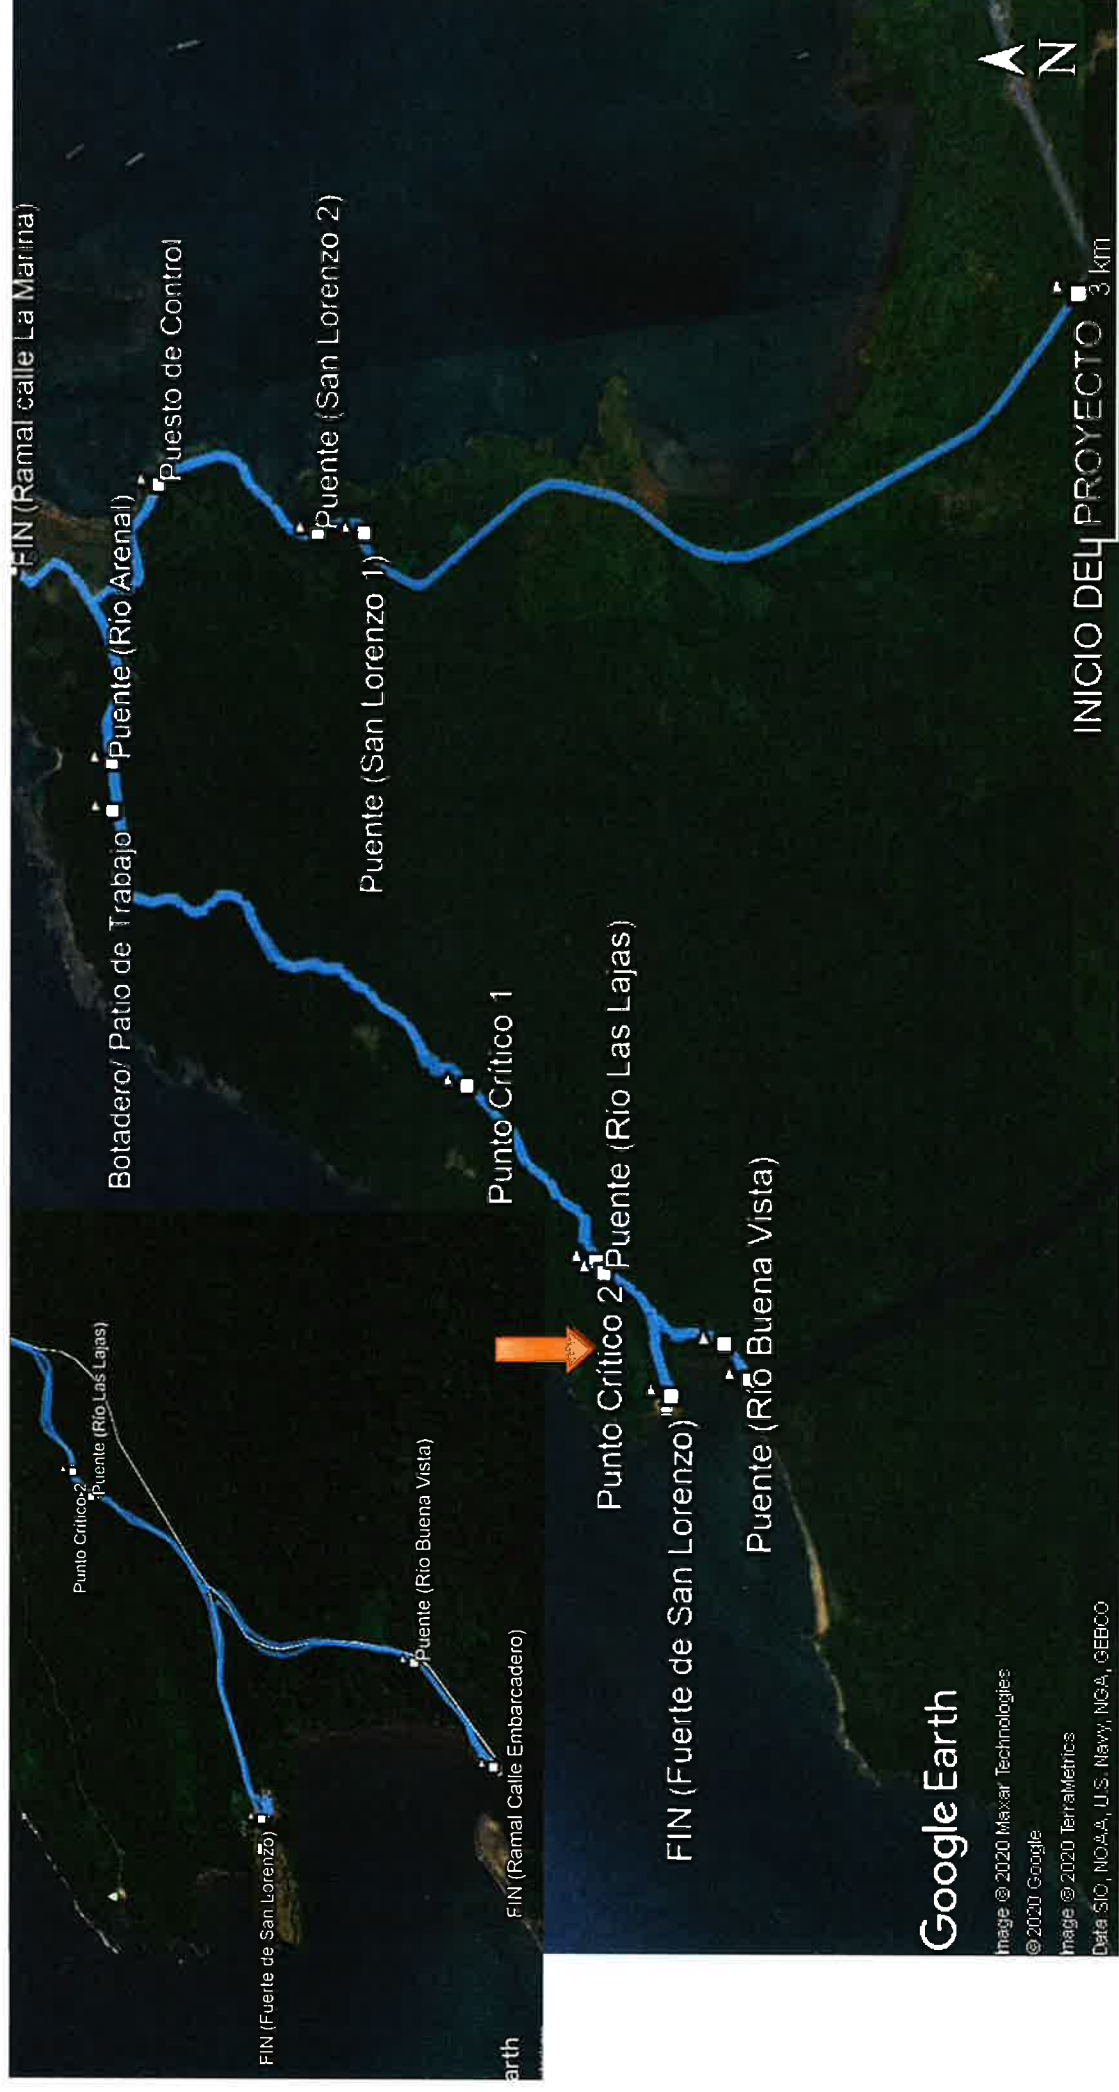 FIN (Ramal calle La Marina)
Puesto de Control
Puente (Río Arenal)
Botadero/ Patio de Trabajo
Puente (San Lorenzo 2)
Puente (San Lorenzo 1)
Punto Crítico 1
Puente (Río Las Lajas)
Punto Crítico 2
FIN (Fuerte de San Lorenzo)
Puente (Río Buena Vista)
INICIO DEL PROYECTO
3 km
N
Punto Crítico 2
Puente (Río Las Lajas)
Puente (Río Buena Vista)
FIN (Fuerte de San Lorenzo)
FIN (Ramal Calle Embarcadero)
arth
Google Earth
Image © 2020 Maxar Technologies
© 2020 Google
Image © 2020 TerraMetrics
Data SIO, NOAA, U.S. Navy, NGA, GEBCO